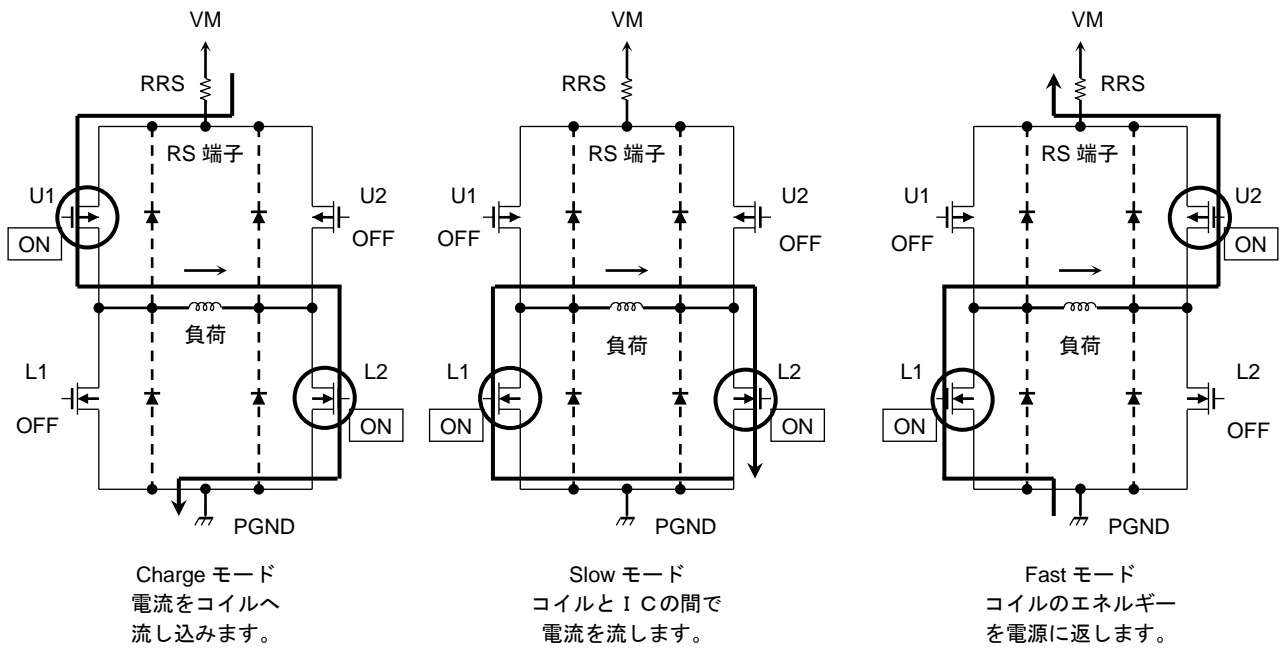 VM
RRS
RS 端子
U1
ON
U2
OFF
負荷
L1
OFF
L2
ON
PGND
Charge モード
電流をコイルへ
流し込みます。
VM
RRS
RS 端子
U1
OFF
U2
OFF
負荷
L1
ON
L2
ON
PGND
Slow モード
コイルとＩＣの間で
電流を流します。
VM
RRS
RS 端子
U1
OFF
U2
ON
負荷
L1
ON
L2
OFF
PGND
Fast モード
コイルのエネルギー
を電源に返します。